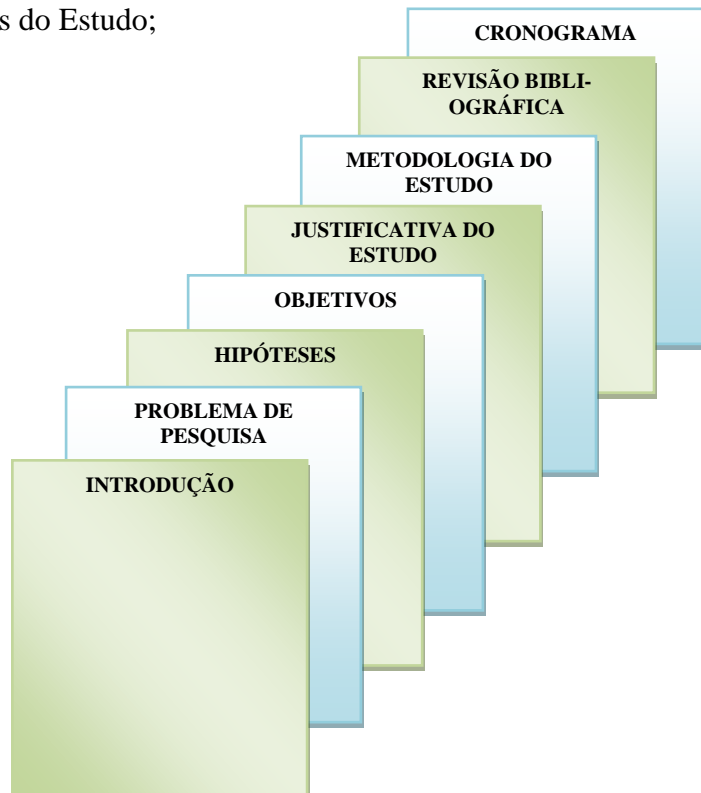 s do Estudo;
CRONOGRAMA
REVISÃO BIBLI-
OGRÁFICA
METODOLOGIA DO
ESTUDO
JUSTIFICATIVA DO
ESTUDO
OBJETIVOS
HIPÓTESES
PROBLEMA DE
PESQUISA
INTRODUÇÃO